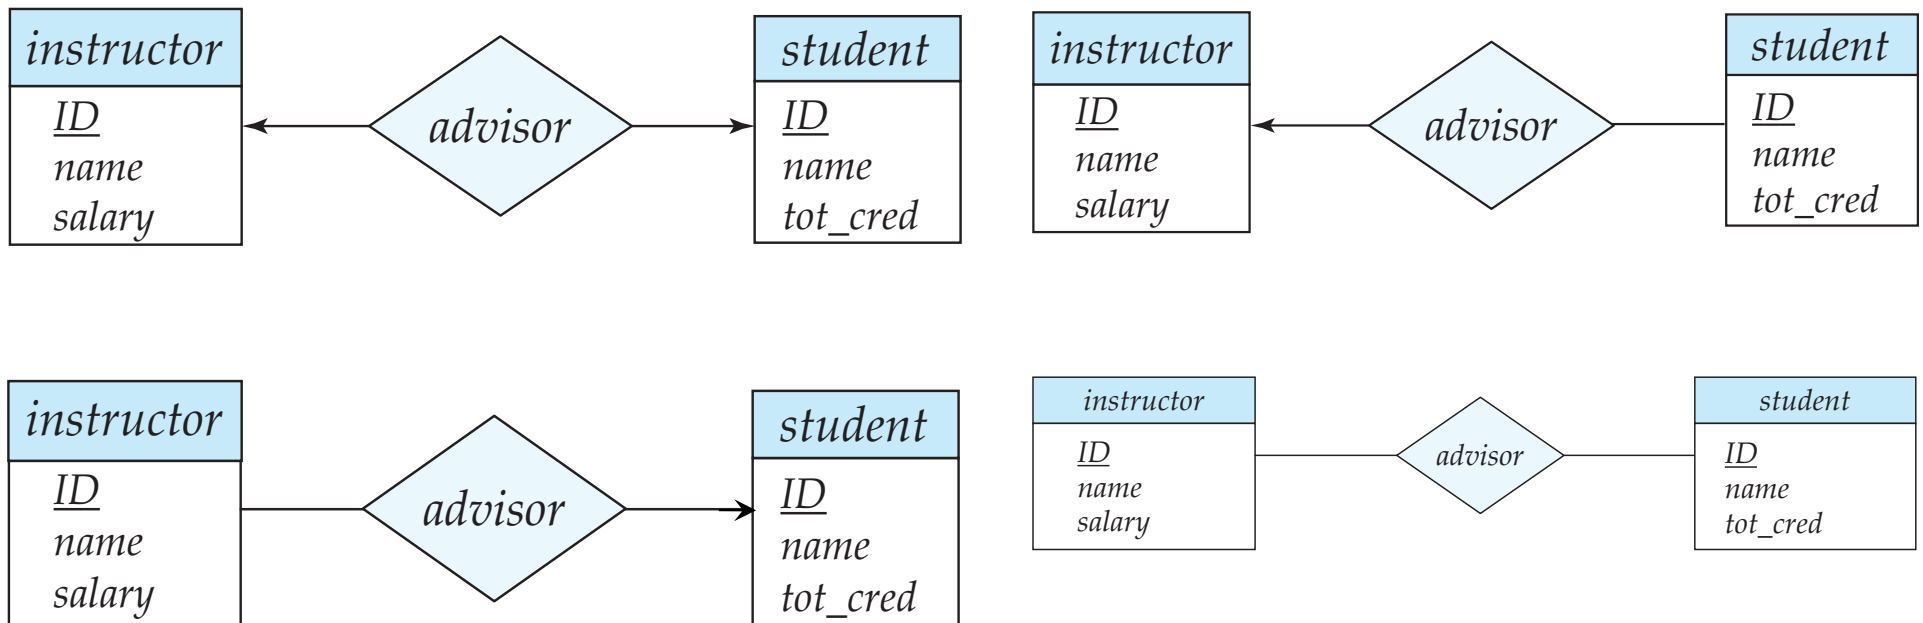 instructor
ID
name
salary
advisor
student
ID
name
tot_cred
instructor
ID
name
salary
advisor
student
ID
name
tot_cred
instructor
ID
name
salary
advisor
student
ID
name
tot_cred
instructor
ID
name
salary
advisor
student
ID
name
tot_cred